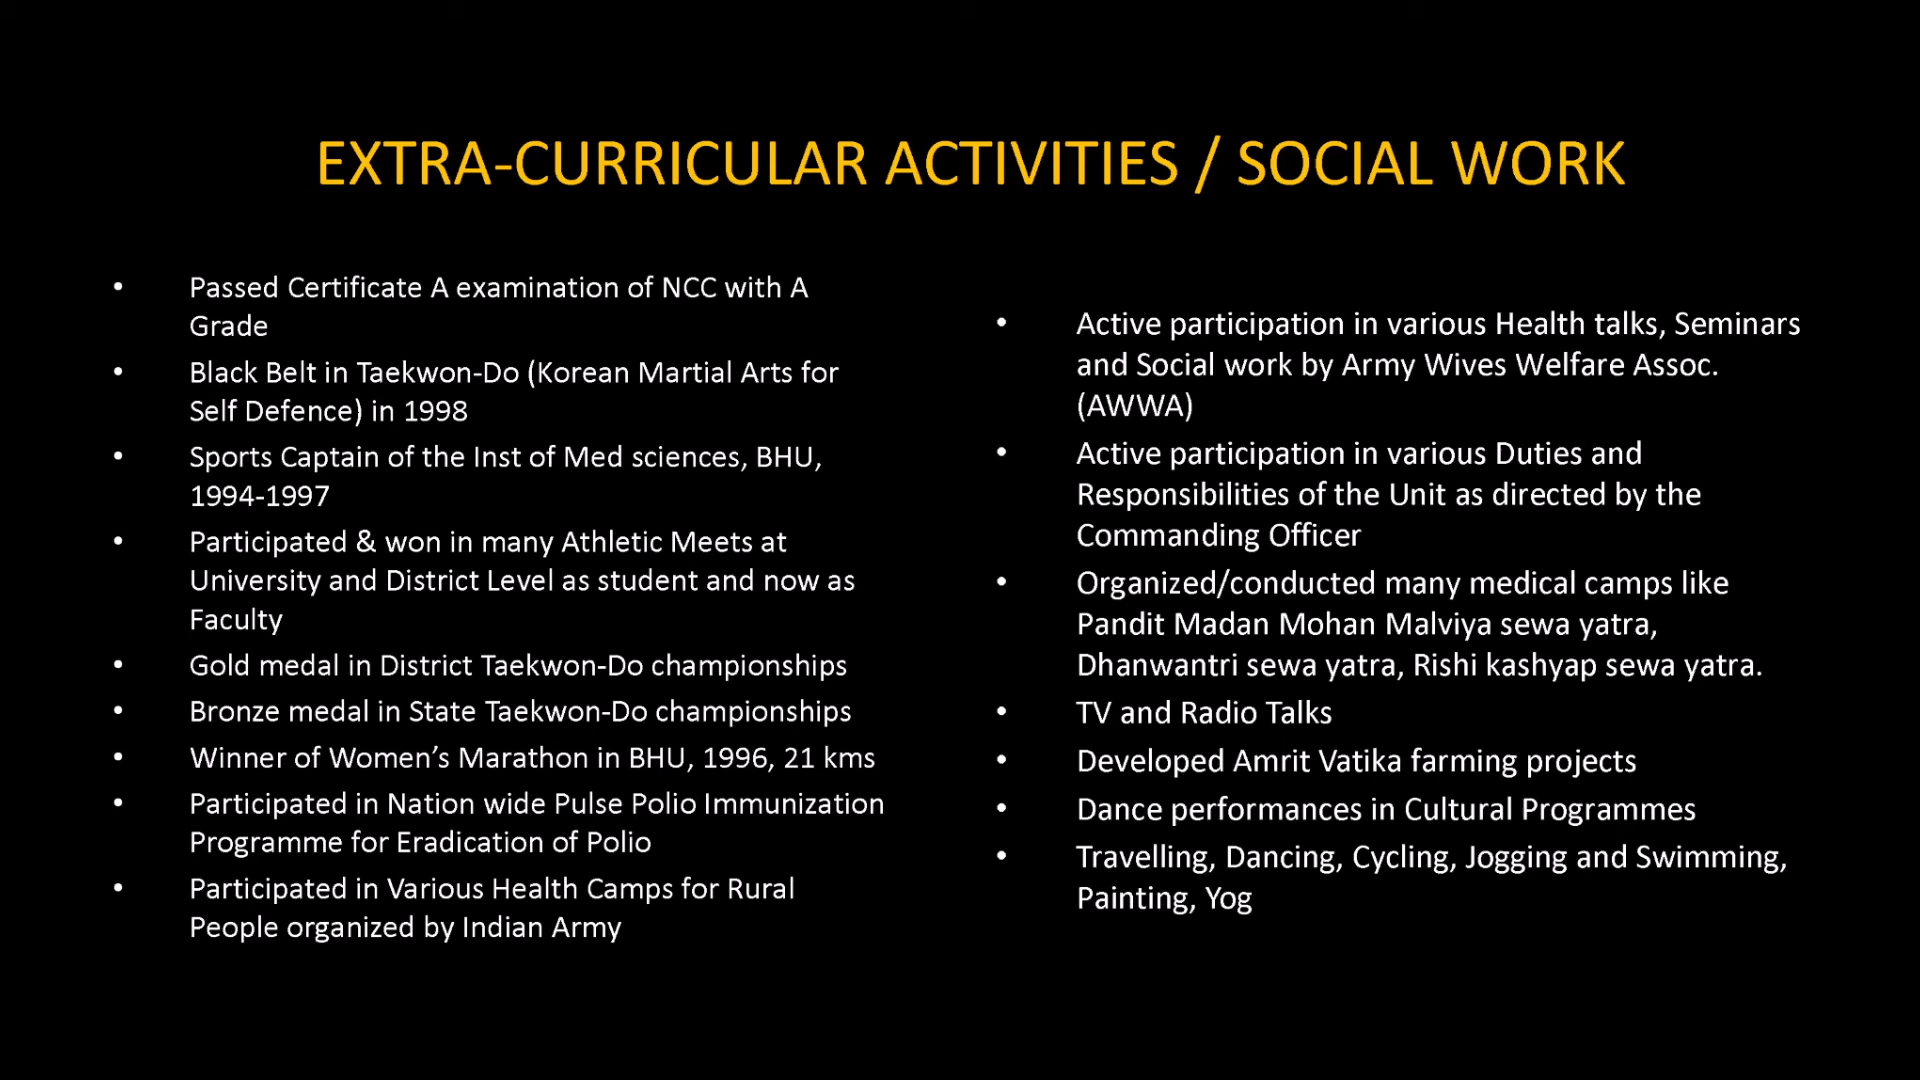 EXTRA-CURRICULAR ACTIVITIES / SOCIAL WORK
• Passed Certificate A examination of NCC with A
Grade
• Black Belt in Taekwon-Do (Korean Martial Arts for
Self Defence) in 1998
• Sports Captain of the Inst of Med sciences, BHU,
1994-1997
• Participated & won in many Athletic Meets at
University and District Level as student and now as
Faculty
• Gold medal in District Taekwon-Do championships
• Bronze medal in State Taekwon-Do championships
• Winner of Women’s Marathon in BHU, 1996, 21 kms
• Participated in Nation wide Pulse Polio Immunization
Programme for Eradication of Polio
• Participated in Various Health Camps for Rural
People organized by Indian Army
• Active participation in various Health talks, Seminars
and Social work by Army Wives Welfare Assoc.
(AWWA)
• Active participation in various Duties and
Responsibilities of the Unit as directed by the
Commanding Officer
• Organized/conducted many medical camps like
Pandit Madan Mohan Malviya sewa yatra,
Dhanwantri sewa yatra, Rishi kashyap sewa yatra.
• TV and Radio Talks
• Developed Amrit Vatika farming projects
• Dance performances in Cultural Programmes
• Travelling, Dancing, Cycling, Jogging and Swimming,
Painting, Yog